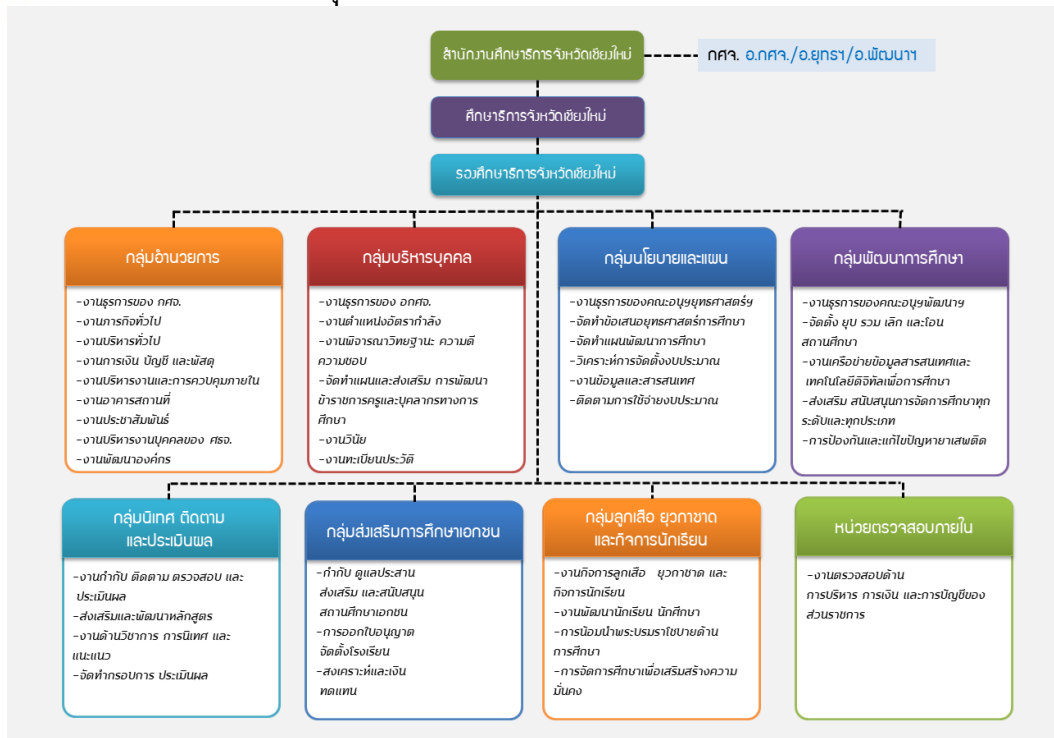 สำนักงานศึกษาธิการจังหวัดเชียงใหม่
กศจ. อ.กศจ./อ.ยุทธฯ/อ.พัฒนาฯ
ศึกษาธิการจังหวัดเชียงใหม่
รองศึกษาธิการจังหวัดเชียงใหม่
กลุ่มอำนวยการ
-งานธุรการของ กศจ.
-งานภารกิจทั่วไป
-งานบริหารทั่วไป
-งานการเงิน บัญชี และพัสดุ
-งานบริหารงานและการควบคุมภายใน
-งานอาคารสถานที่
-งานประชาสัมพันธ์
-งานบริหารงานบุคคลของ ศธจ.
-งานพัฒนาองค์กร
กลุ่มบริหารบุคคล
-งานธุรการของ อกศจ.
-งานตำแหน่งอัตรากำลัง
-งานพิจารณาวิทยฐานะ ความดี
ความชอบ
-จัดทำแผนและส่งเสริม การพัฒนา
ข้าราชการครูและบุคลากรทางการ
ศึกษา
-งานวินัย
-งานทะเบียนประวัติ
กลุ่มนโยบายและแผน
-งานธุรการของคณะอนุฯยุทธศาสตร์ฯ
-จัดทำข้อเสนอยุทธศาสตร์การศึกษา
-จัดทำแผนพัฒนาการศึกษา
-วิเคราะห์การจัดตั้งงบประมาณ
-งานข้อมูลและสารสนเทศ
-ติดตามการใช้จ่ายงบประมาณ
กลุ่มพัฒนาการศึกษา
-งานธุรการของคณะอนุฯพัฒนาฯ
-จัดตั้ง ยุบ รวม เลิก และโอน
สถานศึกษา
-งานเครือข่ายข้อมูลสารสนเทศและ
เทคโนโลยีดิจิทัลเพื่อการศึกษา
-ส่งเสริม สนับสนุนการจัดการศึกษาทุก
ระดับและทุกประเภท
-การป้องกันและแก้ไขปัญหายาเสพติด
กลุ่มนิเทศ ติดตาม
และประเมินผล
-งานกำกับ ติดตาม ตรวจสอบ และ
ประเมินผล
-ส่งเสริมและพัฒนาหลักสูตร
-งานด้านวิชาการ การนิเทศ และ
แนะแนว
-จัดทำกรอบการ ประเมินผล
กลุ่มส่งเสริมการศึกษาเอกชน
-กำกับ ดูแลประสาน
ส่งเสริม และสนับสนุน
สถานศึกษาเอกชน
-การออกใบอนุญาต
จัดตั้งโรงเรียน
-สงเคราะห์และเงิน
ทดแทน
กลุ่มลูกเสือ ยุวกาชาด
และกิจการนักเรียน
-งานกิจการลูกเสือ ยุวกาชาด และ
กิจการนักเรียน
-งานพัฒนานักเรียน นักศึกษา
-การน้อมนำพระบรมราโชบายด้าน
การศึกษา
-การจัดการศึกษาเพื่อเสริมสร้างความ
มั่นคง
หน่วยตรวจสอบภายใน
-งานตรวจสอบด้าน
การบริหาร การเงิน และการบัญชีของ
ส่วนราชการ